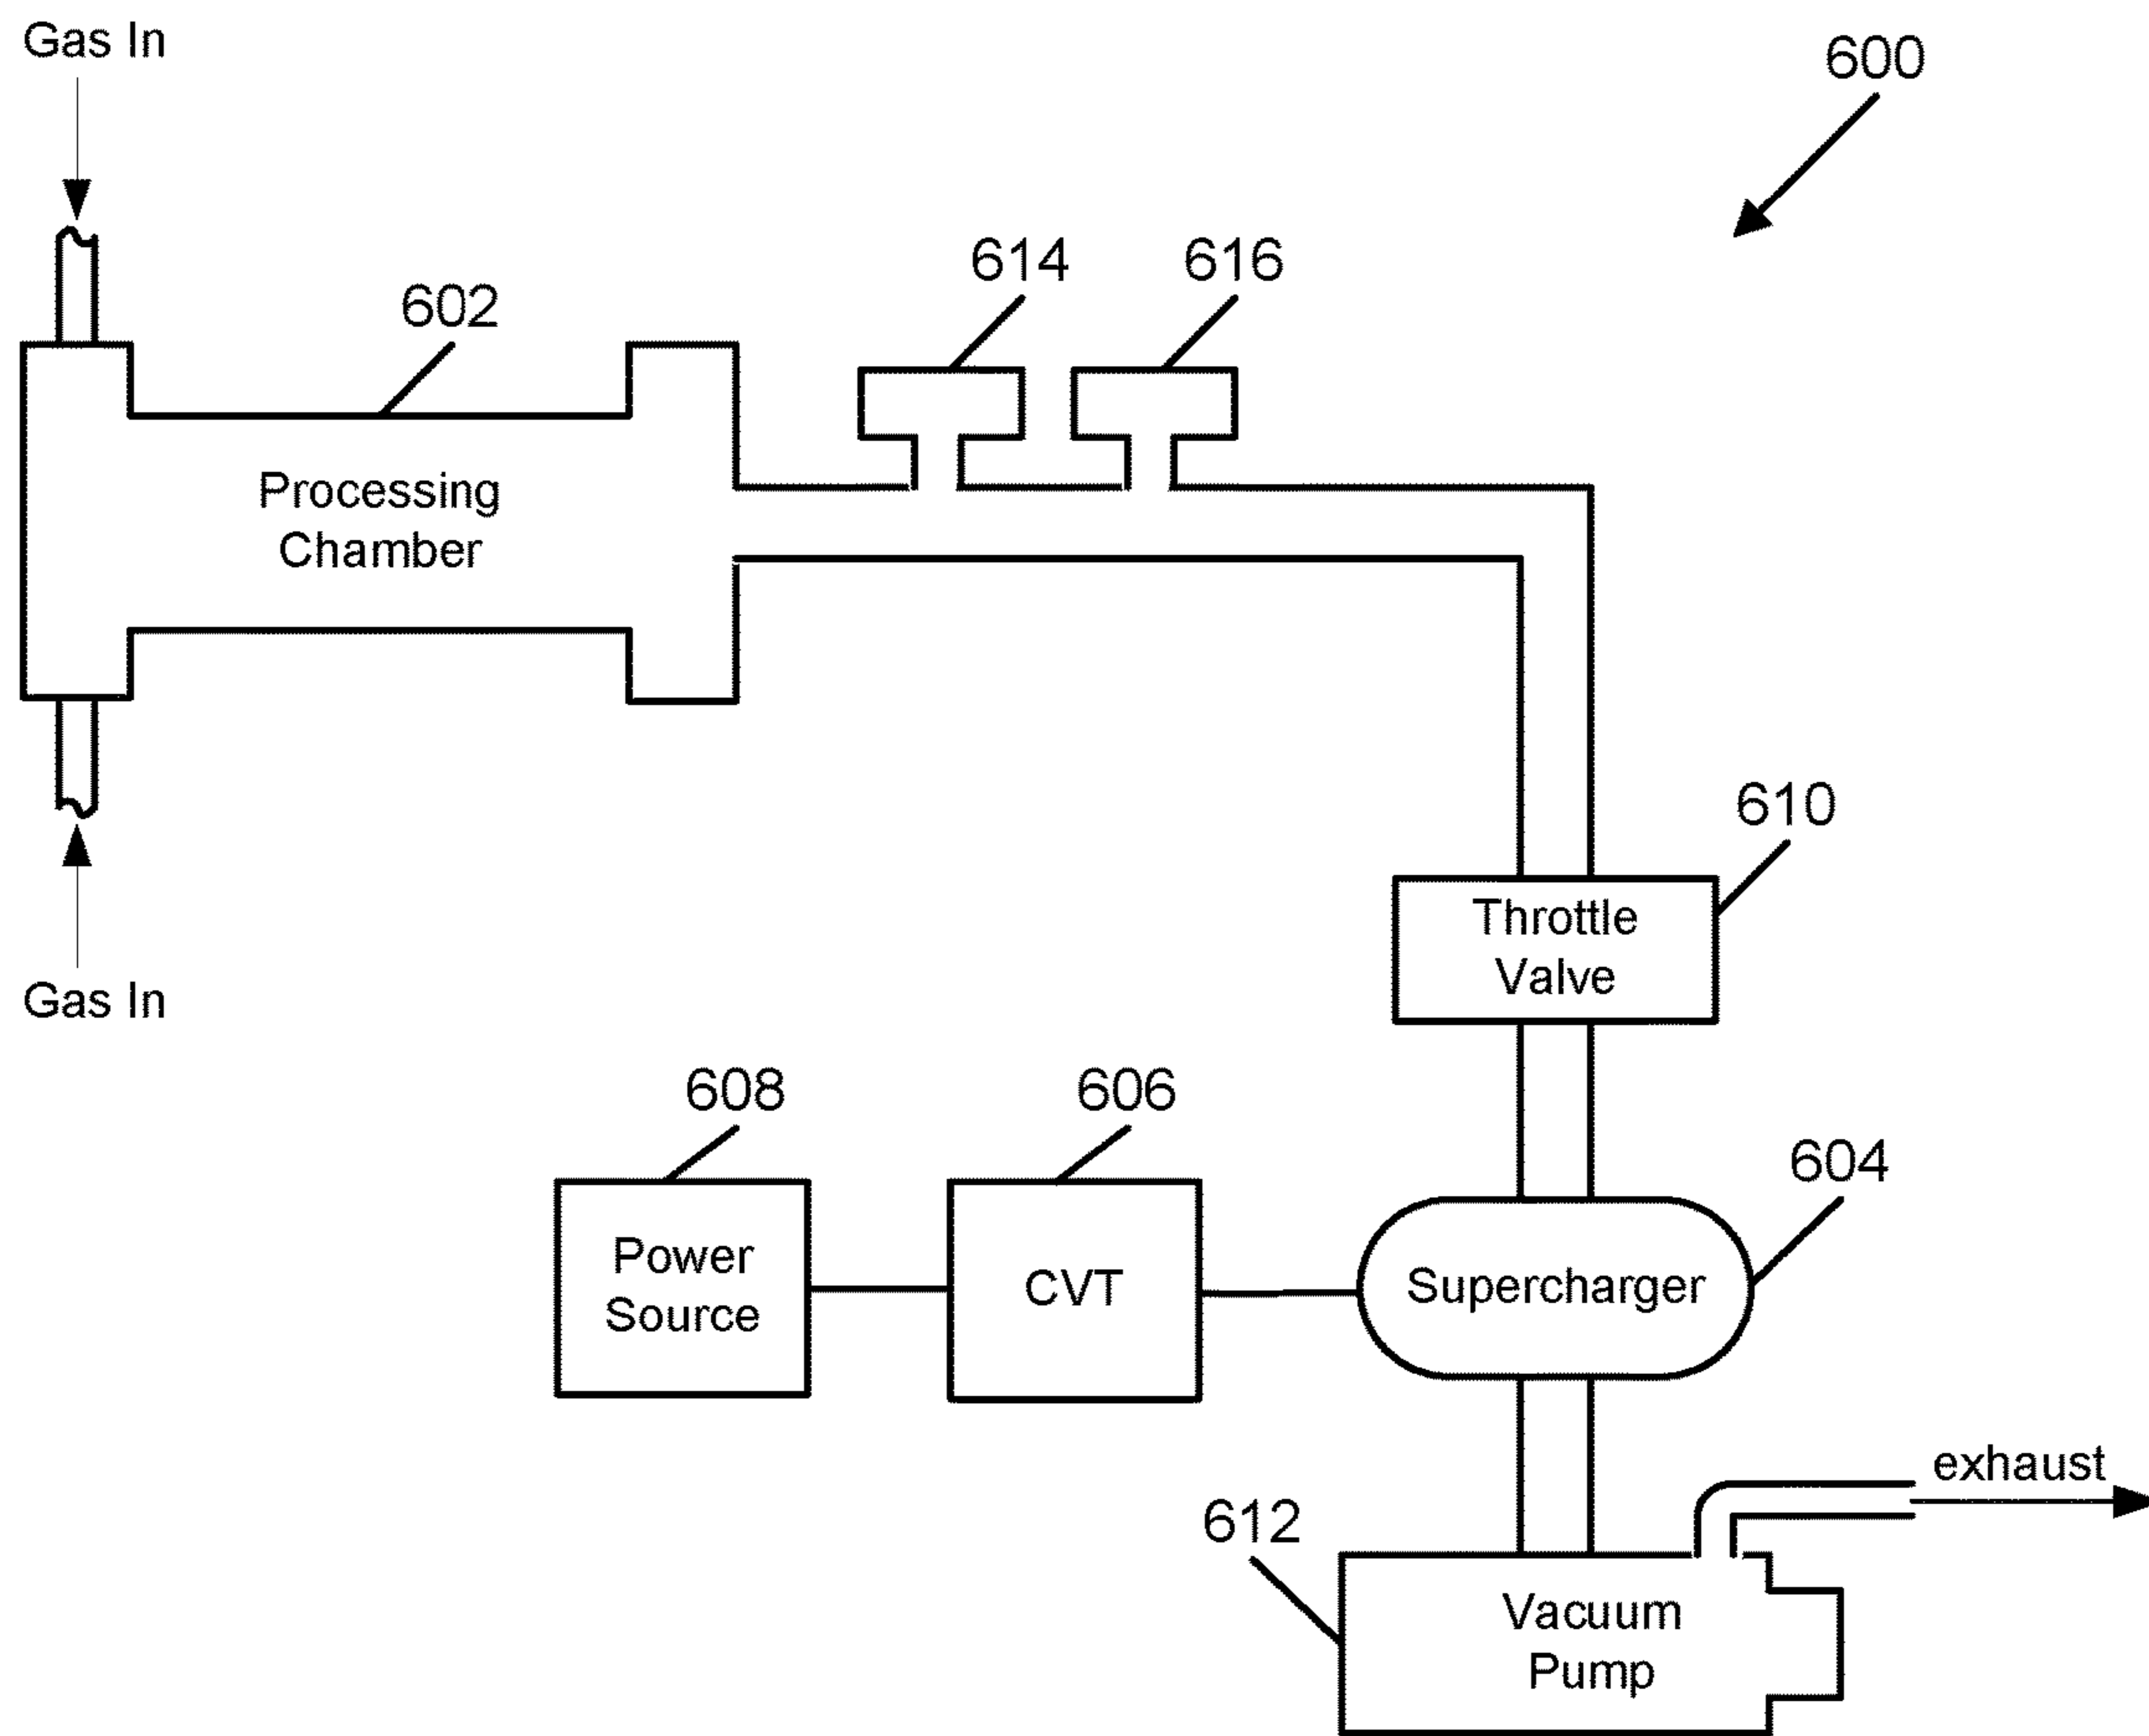 Gas In
600
614
616
602
Processing
Chamber
610
Throttle
Valve
Gas In
608
606
604
Power
Source
CVT
Supercharger
exhaust
612
Vacuum
Pump